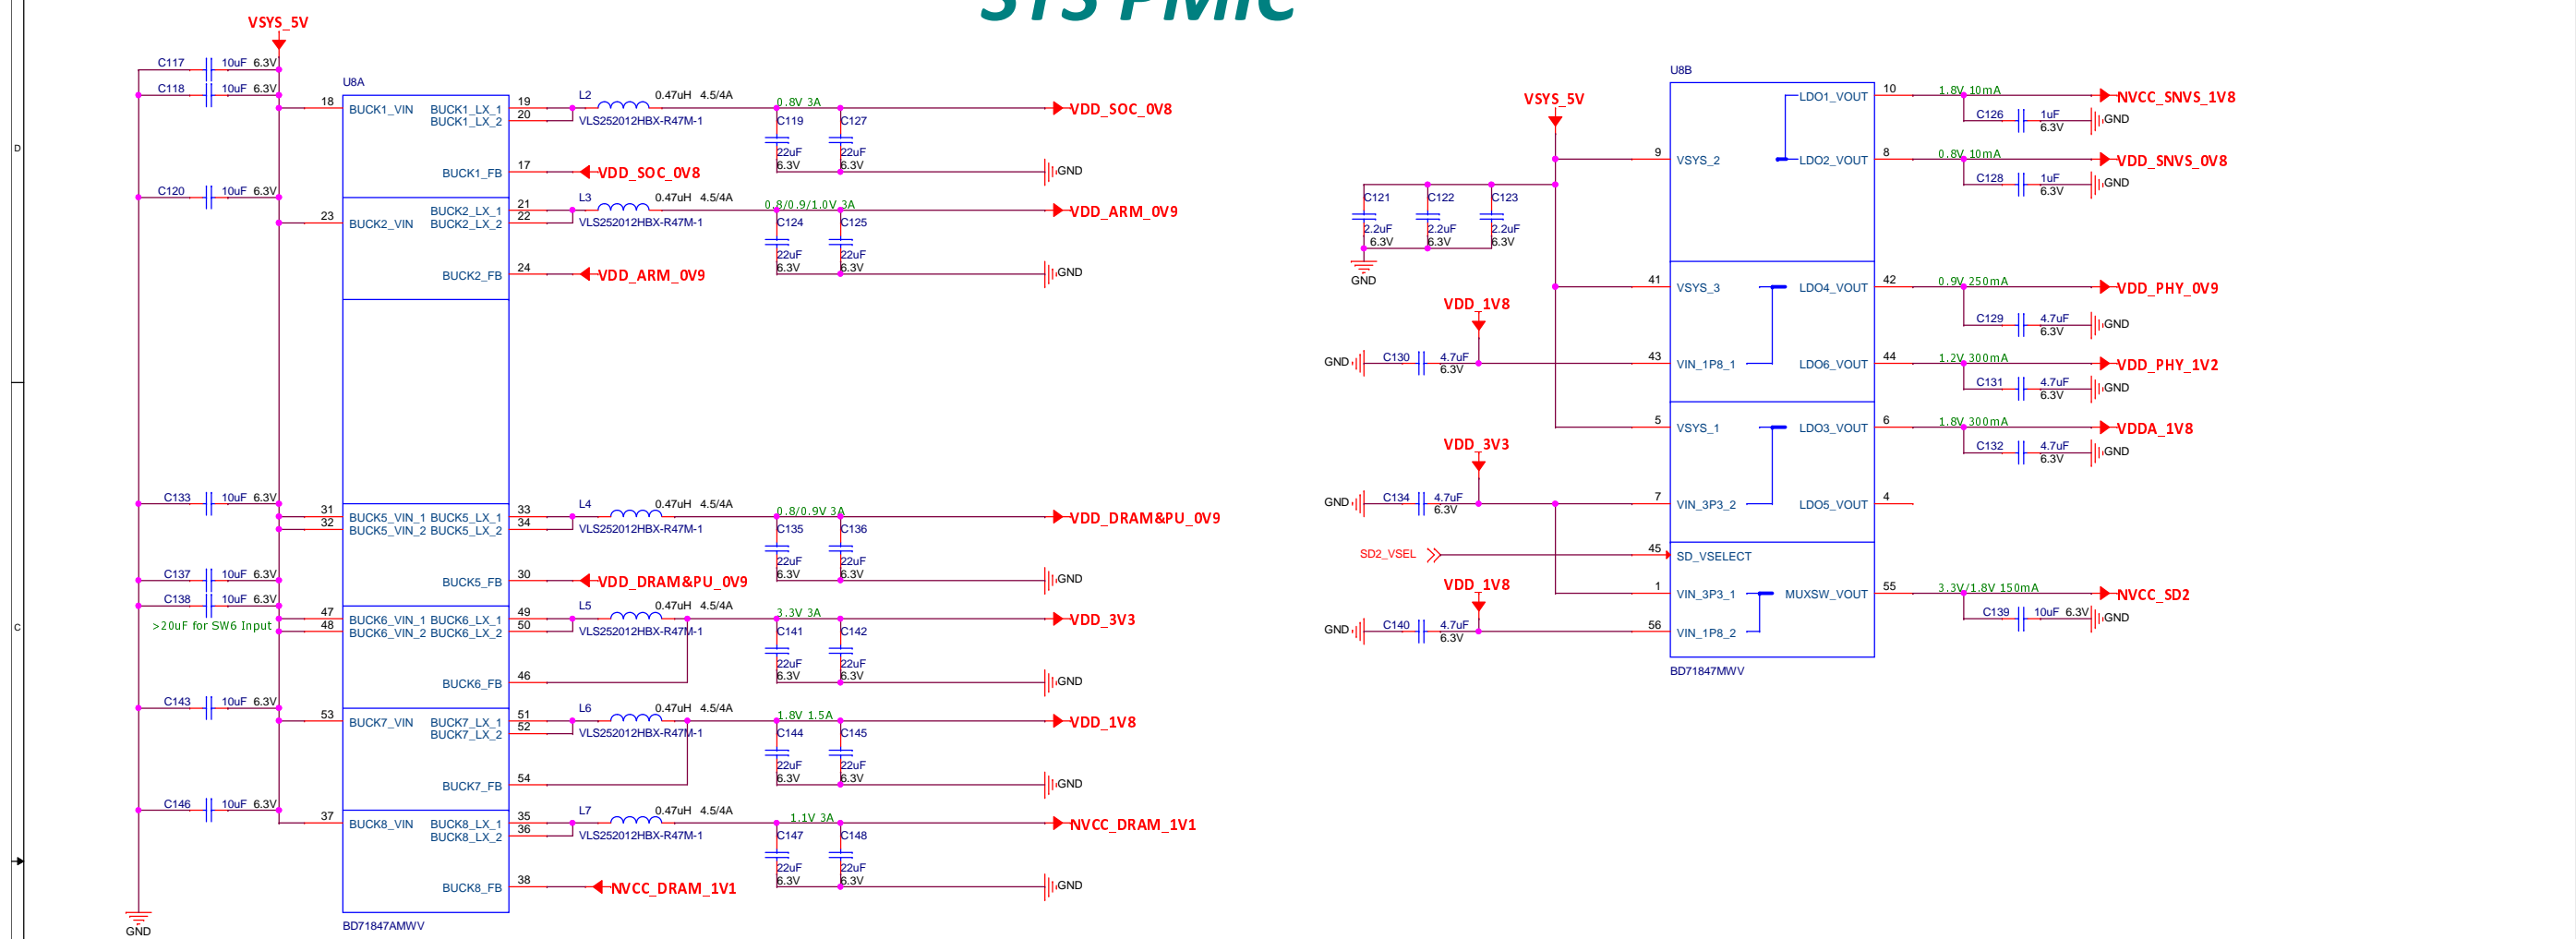 SYS PMIC
VSYS_5V
C117 10uF 6.3V
C118 10uF 6.3V
U8A
18 BUCK1_VIN BUCK1_LX_1 19
BUCK1_LX_2 20
L2 0.47uH 4.5/4A
VLS252012HBX-R47M-1
0.8V 3A
VDD_SOC_0V8
C119 C127
22uF 22uF
6.3V 6.3V
GND
BUCK1_FB 17 VDD_SOC_0V8
C120 10uF 6.3V
23 BUCK2_VIN BUCK2_LX_1 21
BUCK2_LX_2 22
L3 0.47uH 4.5/4A
VLS252012HBX-R47M-1
0.8/0.9/1.0V 3A
VDD_ARM_0V9
C124 C125
22uF 22uF
6.3V 6.3V
GND
BUCK2_FB 24 VDD_ARM_0V9
C133 10uF 6.3V
31 BUCK5_VIN_1 BUCK5_LX_1 33
32 BUCK5_VIN_2 BUCK5_LX_2 34
L4 0.47uH 4.5/4A
VLS252012HBX-R47M-1
0.8/0.9V 3A
VDD_DRAM&PU_0V9
C135 C136
22uF 22uF
6.3V 6.3V
GND
C137 10uF 6.3V
BUCK5_FB 30 VDD_DRAM&PU_0V9
C138 10uF 6.3V
>20uF for SW6 Input
47 BUCK6_VIN_1 BUCK6_LX_1 49
48 BUCK6_VIN_2 BUCK6_LX_2 50
L5 0.47uH 4.5/4A
VLS252012HBX-R47M-1
3.3V 3A
VDD_3V3
C141 C142
22uF 22uF
6.3V 6.3V
GND
BUCK6_FB 46
C143 10uF 6.3V
53 BUCK7_VIN BUCK7_LX_1 51
BUCK7_LX_2 52
L6 0.47uH 4.5/4A
VLS252012HBX-R47M-1
1.8V 1.5A
VDD_1V8
C144 C145
22uF 22uF
6.3V 6.3V
GND
BUCK7_FB 54
C146 10uF 6.3V
37 BUCK8_VIN BUCK8_LX_1 35
BUCK8_LX_2 36
L7 0.47uH 4.5/4A
VLS252012HBX-R47M-1
1.1V 3A
NVCC_DRAM_1V1
C147 C148
22uF 22uF
6.3V 6.3V
GND
BUCK8_FB 38 NVCC_DRAM_1V1
GND
BD71847AMWV
D
C
U8B
VSYS_5V
LDO1_VOUT 10 1.8V 10mA NVCC_SNVS_1V8
C126 1uF GND
6.3V
9 VSYS_2 LDO2_VOUT 8 0.8V 10mA VDD_SNVS_0V8
C128 1uF GND
6.3V
C121 C122 C123
2.2uF 2.2uF 2.2uF
6.3V 6.3V 6.3V
GND
41 VSYS_3 LDO4_VOUT 42 0.9V 250mA VDD_PHY_0V9
C129 4.7uF GND
6.3V
VDD_1V8
GND C130 4.7uF 43 VIN_1P8_1 LDO6_VOUT 44 1.2V 300mA VDD_PHY_1V2
6.3V
C131 4.7uF GND
6.3V
5 VSYS_1 LDO3_VOUT 6 1.8V 300mA VDDA_1V8
C132 4.7uF GND
6.3V
VDD_3V3
GND C134 4.7uF 7 VIN_3P3_2 LDO5_VOUT 4
6.3V
SD2_VSEL 45 SD_VSELECT
VDD_1V8
1 VIN_3P3_1 MUXSW_VOUT 55 3.3V/1.8V 150mA NVCC_SD2
C139 10uF 6.3V GND
GND C140 4.7uF 56 VIN_1P8_2
6.3V
BD71847MWV